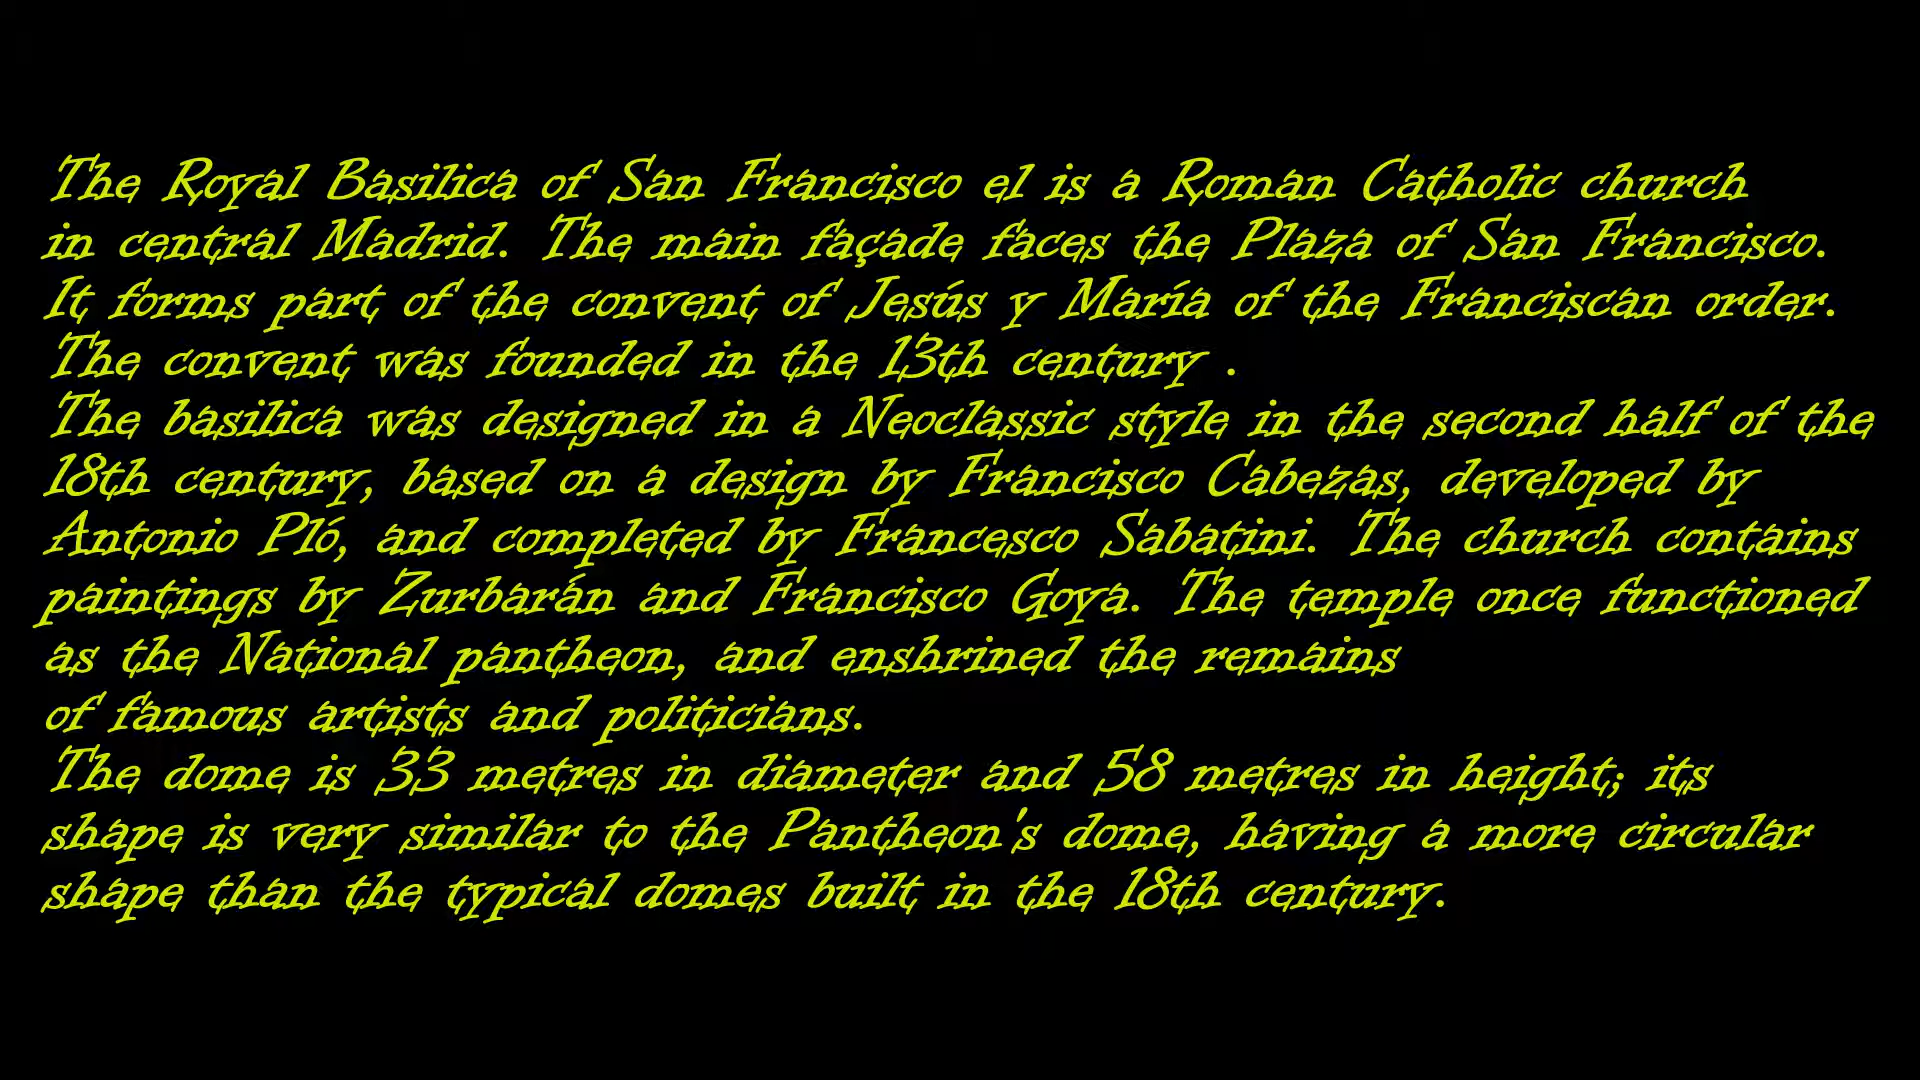 The Royal Basilica of San Francisco el is a Roman Catholic church
in central Madrid. The main façade faces the Plaza of San Francisco.
It forms part of the convent of Jesús y María of the Franciscan order.
The convent was founded in the 13th century .
The basilica was designed in a Neoclassic style in the second half of the
18th century, based on a design by Francisco Cabezas, developed by
Antonio Pló, and completed by Francesco Sabatini. The church contains
paintings by Zurbarán and Francisco Goya. The temple once functioned
as the National pantheon, and enshrined the remains
of famous artists and politicians.
The dome is 33 metres in diameter and 58 metres in height; its
shape is very similar to the Pantheon's dome, having a more circular
shape than the typical domes built in the 18th century.